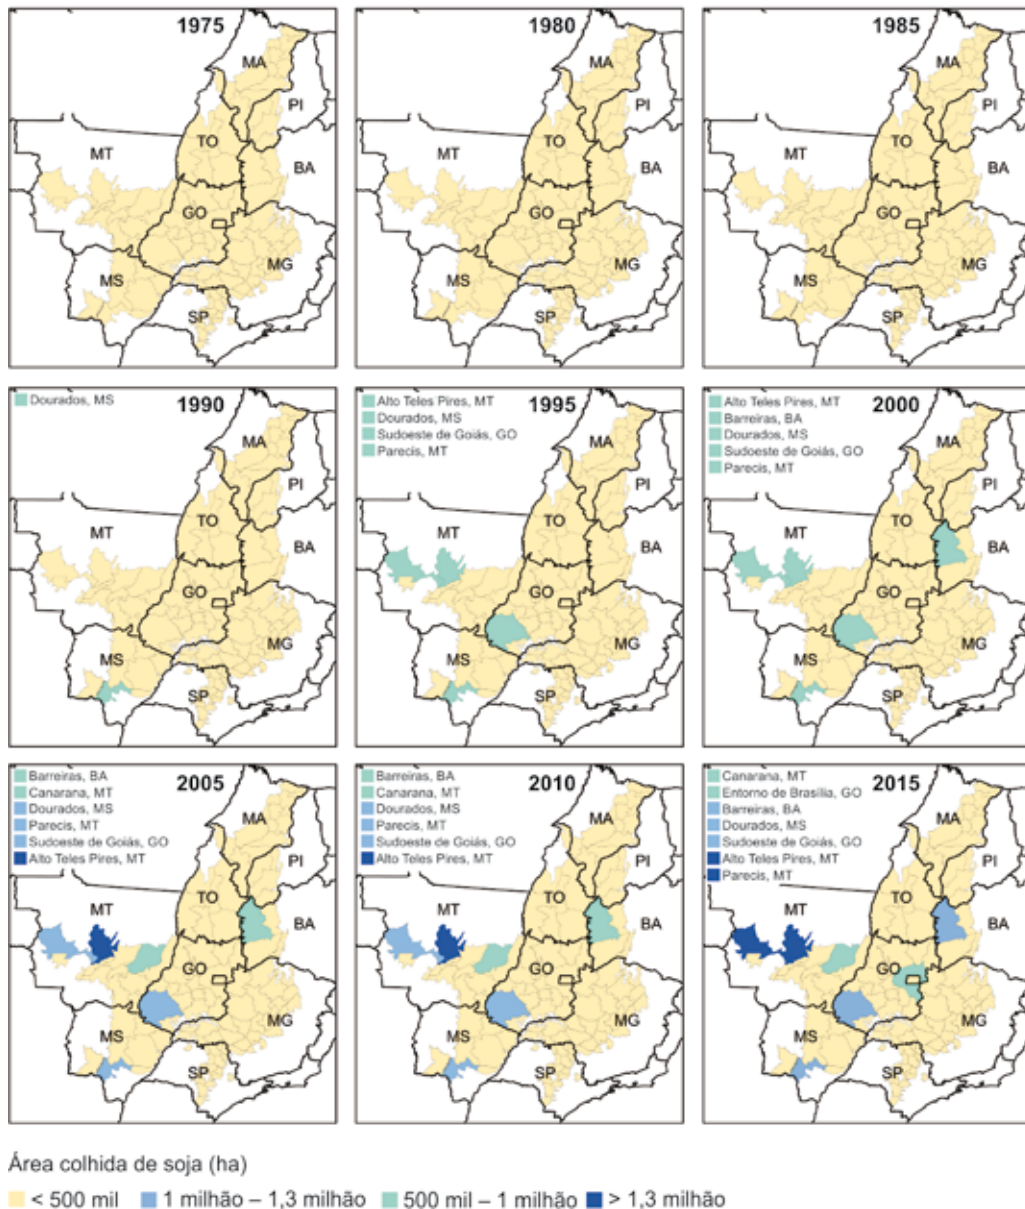 1975
MA
PI
TO
MT
BA
GO
MS
MG
SP
1980
MA
PI
TO
MT
BA
GO
MS
MG
SP
1985
MA
PI
TO
MT
BA
GO
MS
MG
SP
1990
Dourados, MS
MA
PI
TO
MT
BA
GO
MS
MG
SP
1995
Alto Teles Pires, MT
Dourados, MS
Sudoeste de Goiás, GO
Parecis, MT
MA
PI
TO
MT
BA
GO
MS
MG
SP
2000
Alto Teles Pires, MT
Barreiras, BA
Dourados, MS
Sudoeste de Goiás, GO
Parecis, MT
MA
PI
TO
MT
BA
GO
MS
MG
SP
2005
Barreiras, BA
Canarana, MT
Dourados, MS
Parecis, MT
Sudoeste de Goiás, GO
Alto Teles Pires, MT
MA
PI
TO
MT
BA
GO
MS
MG
SP
2010
Barreiras, BA
Canarana, MT
Dourados, MS
Parecis, MT
Sudoeste de Goiás, GO
Alto Teles Pires, MT
MA
PI
TO
MT
BA
GO
MS
MG
SP
2015
Canarana, MT
Entorno de Brasília, GO
Barreiras, BA
Dourados, MS
Sudoeste de Goiás, GO
Alto Teles Pires, MT
Parecis, MT
MA
PI
TO
MT
BA
GO
MS
MG
SP
Área colhida de soja (ha)
< 500 mil 1 milhão – 1,3 milhão 500 mil – 1 milhão > 1,3 milhão